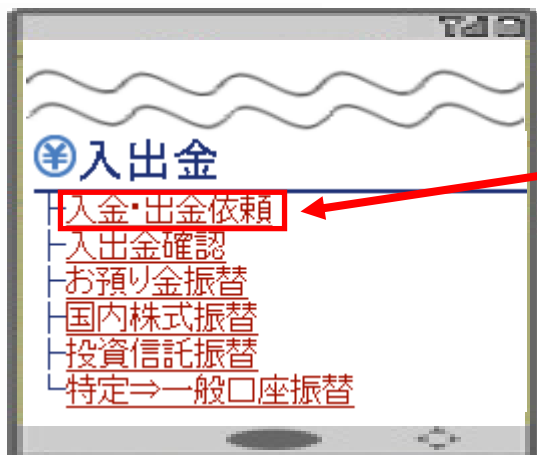 ¥入出金
├入金・出金依頼
├入出金確認
├お預り金振替
├国内株式振替
├投資信託振替
└特定⇒一般口座振替